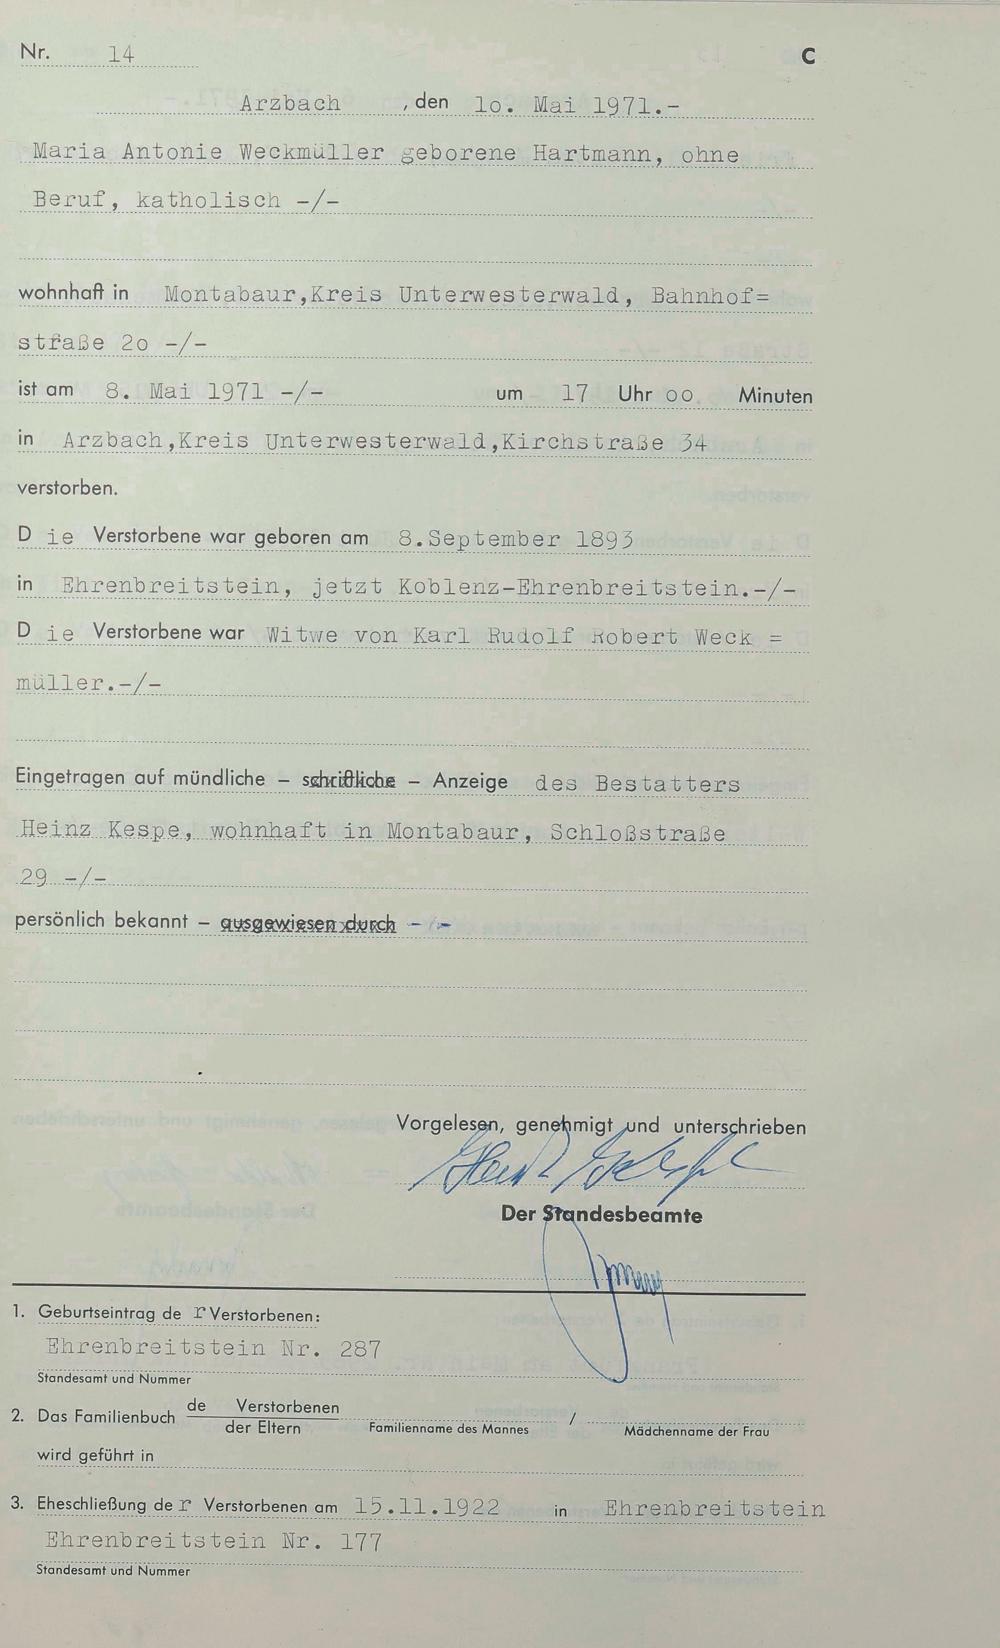 Nr. 14 C
Arzbach , den 1o. Mai 1971.-
Maria Antonie Weckmüller geborene Hartmann, ohne
Beruf, katholisch -/-
wohnhaft in Montabaur,Kreis Unterwesterwald, Bahnhof=
straße 2o -/-
ist am 8. Mai 1971 -/- um 17 Uhr oo Minuten
in Arzbach,Kreis Unterwesterwald,Kirchstraße 34
verstorben.
D ie Verstorbene war geboren am 8.September 1893
in Ehrenbreitstein, jetzt Koblenz-Ehrenbreitstein.-/-
D ie Verstorbene war Witwe von Karl Rudolf Robert Weck =
müller.-/-
Eingetragen auf mündliche – schriftliche – Anzeige des Bestatters
Heinz Kespe, wohnhaft in Montabaur, Schloßstraße
29 -/-
persönlich bekannt – ausgewiesen durch -/-
Vorgelesen, genehmigt und unterschrieben
Der Standesbeamte
1. Geburtseintrag de r Verstorbenen:
Ehrenbreitstein Nr. 287
Standesamt und Nummer
2. Das Familienbuch de Verstorbenen
der Eltern Familienname des Mannes / Mädchenname der Frau
wird geführt in
3. Eheschließung de r Verstorbenen am 15.11.1922 in Ehrenbreitstein
Ehrenbreitstein Nr. 177
Standesamt und Nummer